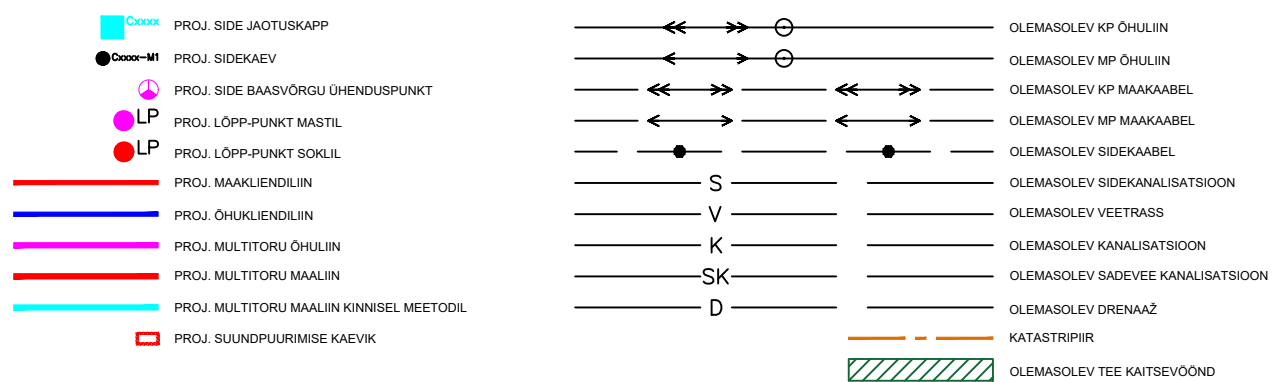 Cxxxx PROJ. SIDE JAOTUSKAPP
Cxxxx-M1 PROJ. SIDEKAEV
PROJ. SIDE BAASVÕRGU ÜHENDUSPUNKT
LP PROJ. LÕPP-PUNKT MASTIL
LP PROJ. LÕPP-PUNKT SOKLIL
PROJ. MAAKLIENDILIIN
PROJ. ÕHUKLIENDILIIN
PROJ. MULTITORU ÕHULIIN
PROJ. MULTITORU MAALIIN
PROJ. MULTITORU MAALIIN KINNISEL MEETODIL
PROJ. SUUNDPUURIMISE KAEVIK
OLEMASOLEV KP ÕHULIIN
OLEMASOLEV MP ÕHULIIN
OLEMASOLEV KP MAAKAABEL
OLEMASOLEV MP MAAKAABEL
OLEMASOLEV SIDEKAABEL
S OLEMASOLEV SIDEKANALISATSIOON
V OLEMASOLEV VEETRASS
K OLEMASOLEV KANALISATSIOON
SK OLEMASOLEV SADEVEE KANALISATSIOON
D OLEMASOLEV DRENAAŽ
KATASTRIPIIR
OLEMASOLEV TEE KAITSEVÖÖND